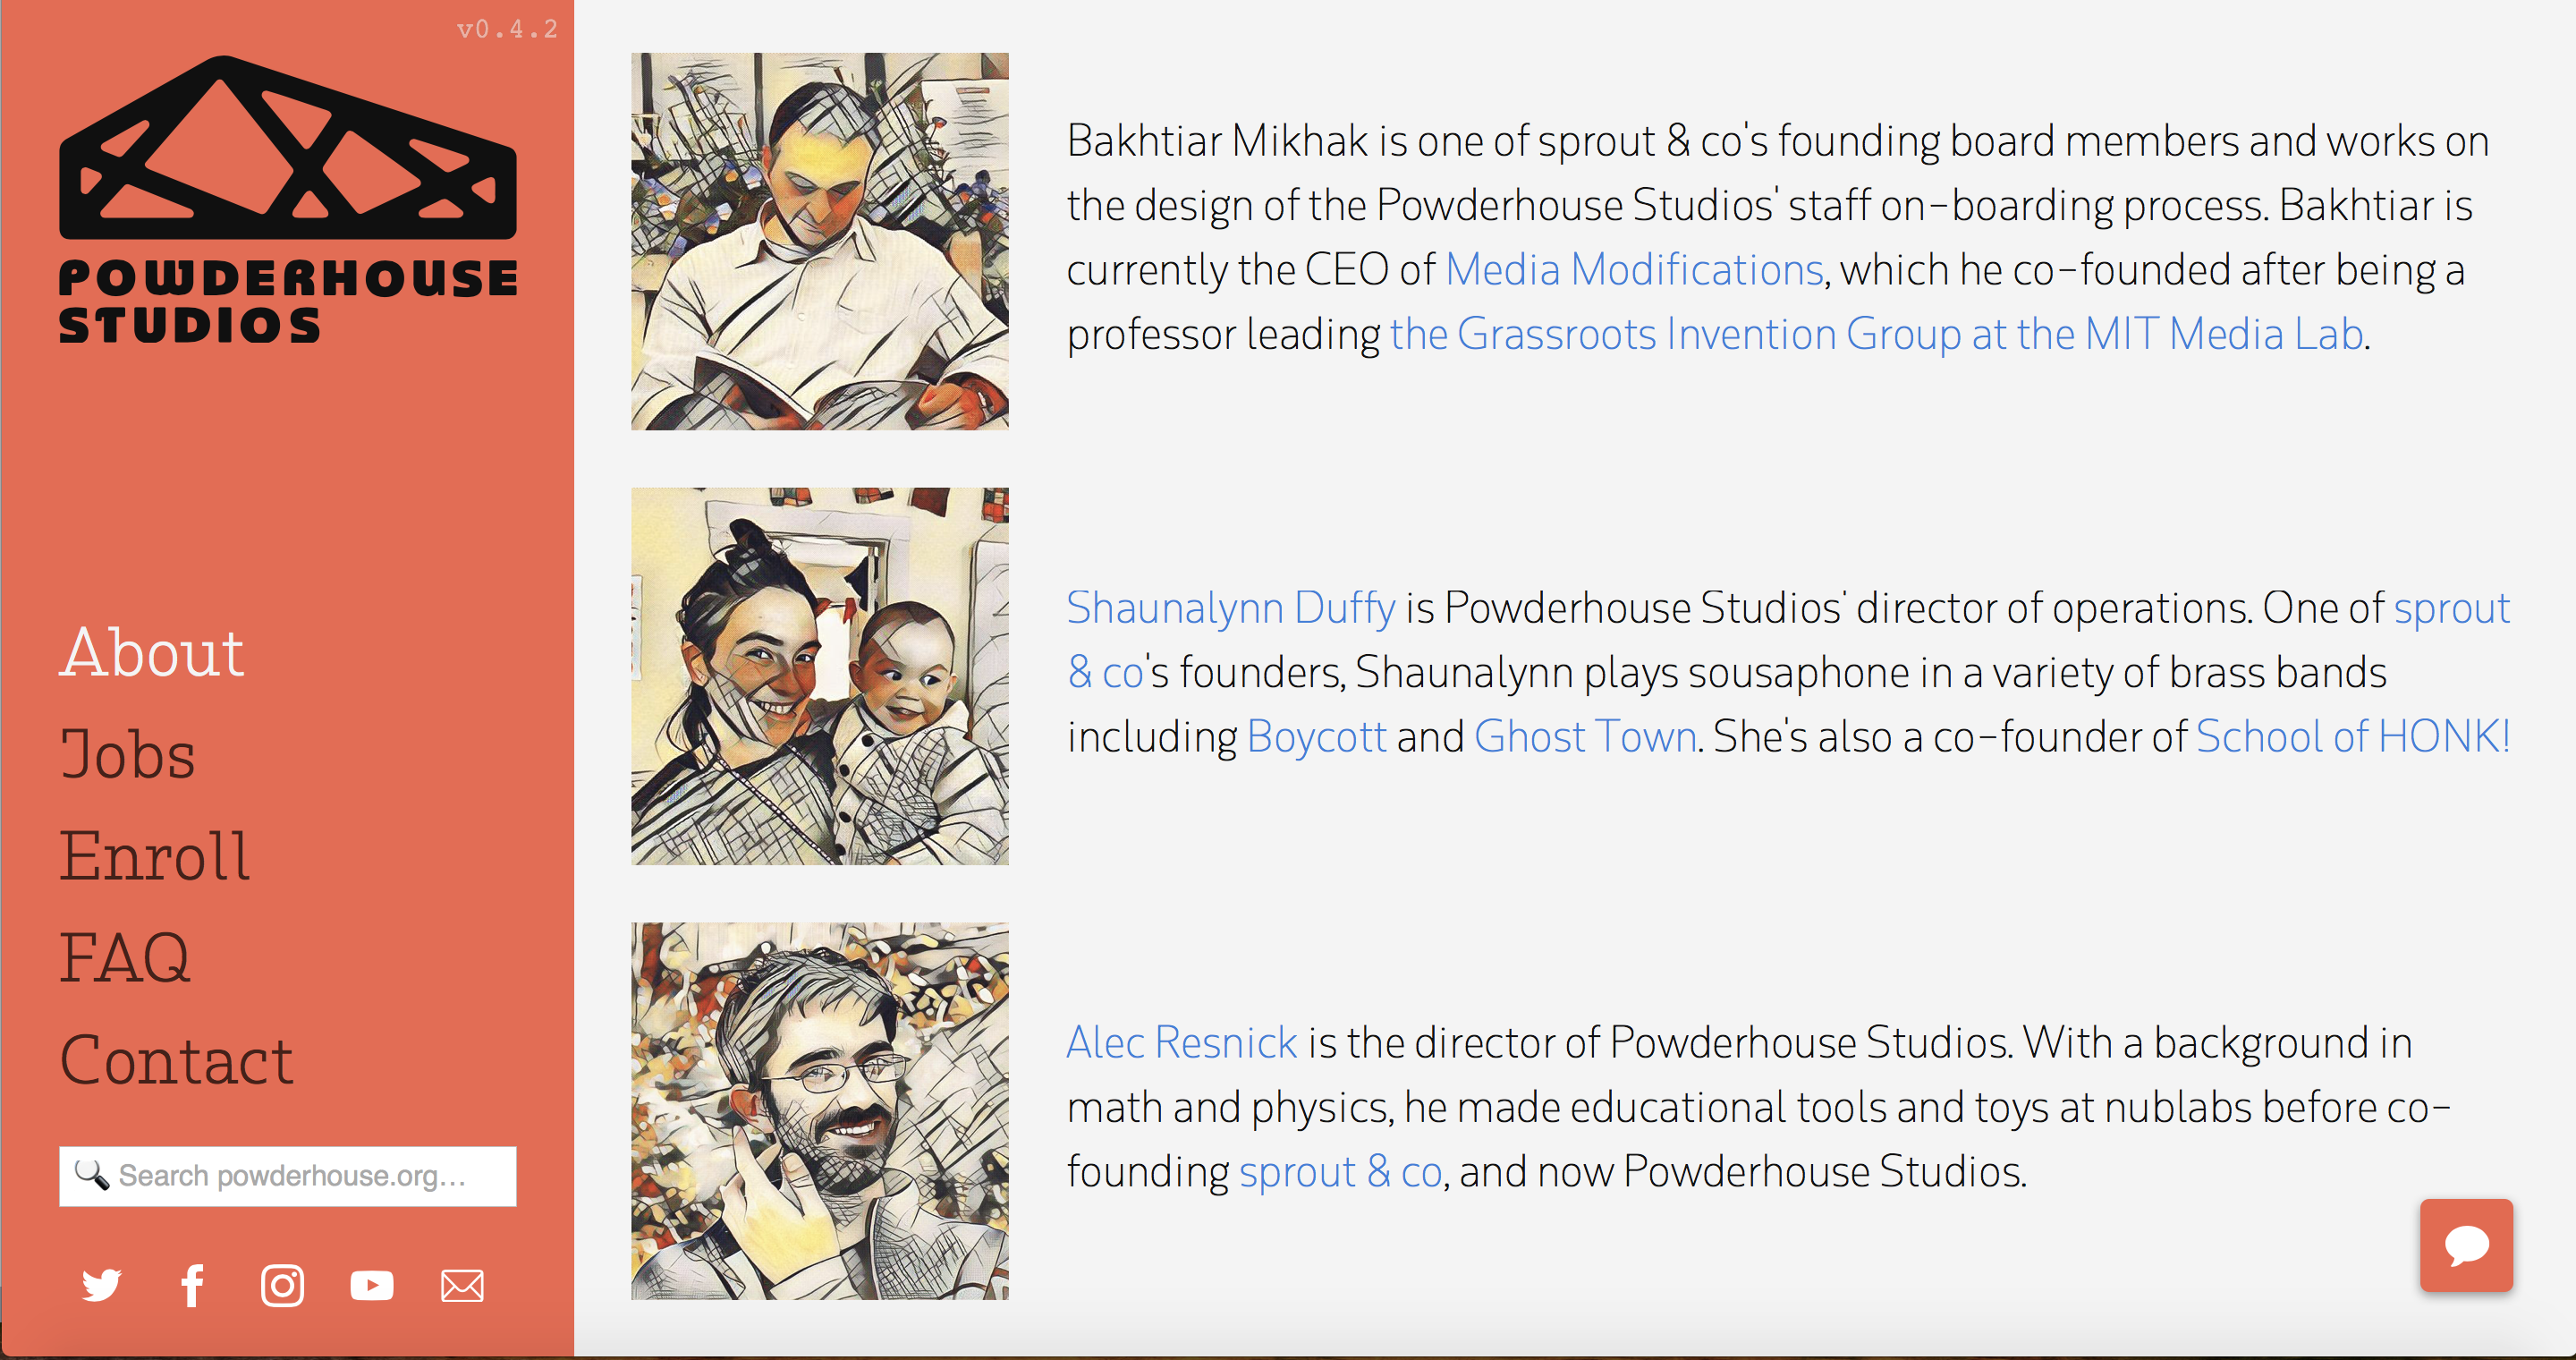 v0.4.2
POWDERHOUSE
STUDIOS
About
Jobs
Enroll
FAQ
Contact
Search powderhouse.org...
Bakhtiar Mikhak is one of sprout & co's founding board members and works on
the design of the Powderhouse Studios' staff on-boarding process. Bakhtiar is
currently the CEO of Media Modifications, which he co-founded after being a
professor leading the Grassroots Invention Group at the MIT Media Lab.
Shaunalynn Duffy is Powderhouse Studios' director of operations. One of sprout
& co's founders, Shaunalynn plays sousaphone in a variety of brass bands
including Boycott and Ghost Town. She's also a co-founder of School of HONK!
Alec Resnick is the director of Powderhouse Studios. With a background in
math and physics, he made educational tools and toys at nublabs before co-
founding sprout & co, and now Powderhouse Studios.